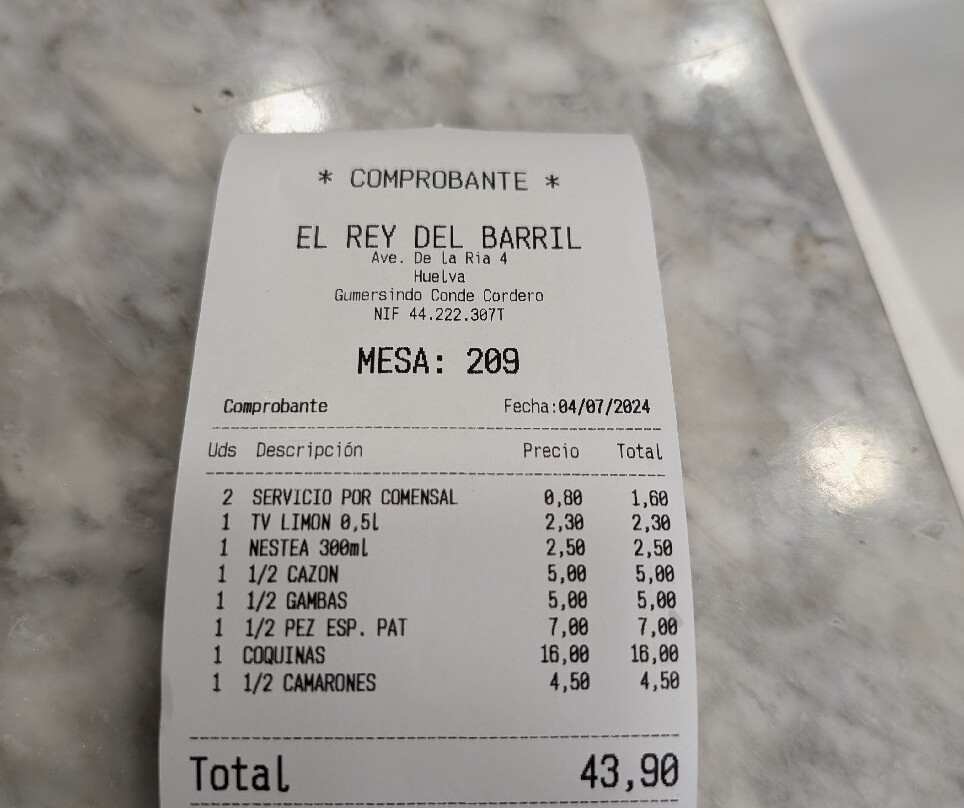 * COMPROBANTE *
EL REY DEL BARRIL
Ave. De La Ria 4
Huelva
Gumersindo Conde Cordero
NIF 44.222.307T
MESA: 209
Comprobante Fecha:04/07/2024
Uds Descripción Precio Total
2 SERVICIO POR COMENSAL 0,80 1,60
1 TV LIMON 0,5l 2,30 2,30
1 NESTEA 300ml 2,50 2,50
1 1/2 CAZON 5,00 5,00
1 1/2 GAMBAS 5,00 5,00
1 1/2 PEZ ESP. PAT 7,00 7,00
1 COQUINAS 16,00 16,00
1 1/2 CAMARONES 4,50 4,50
Total 43,90